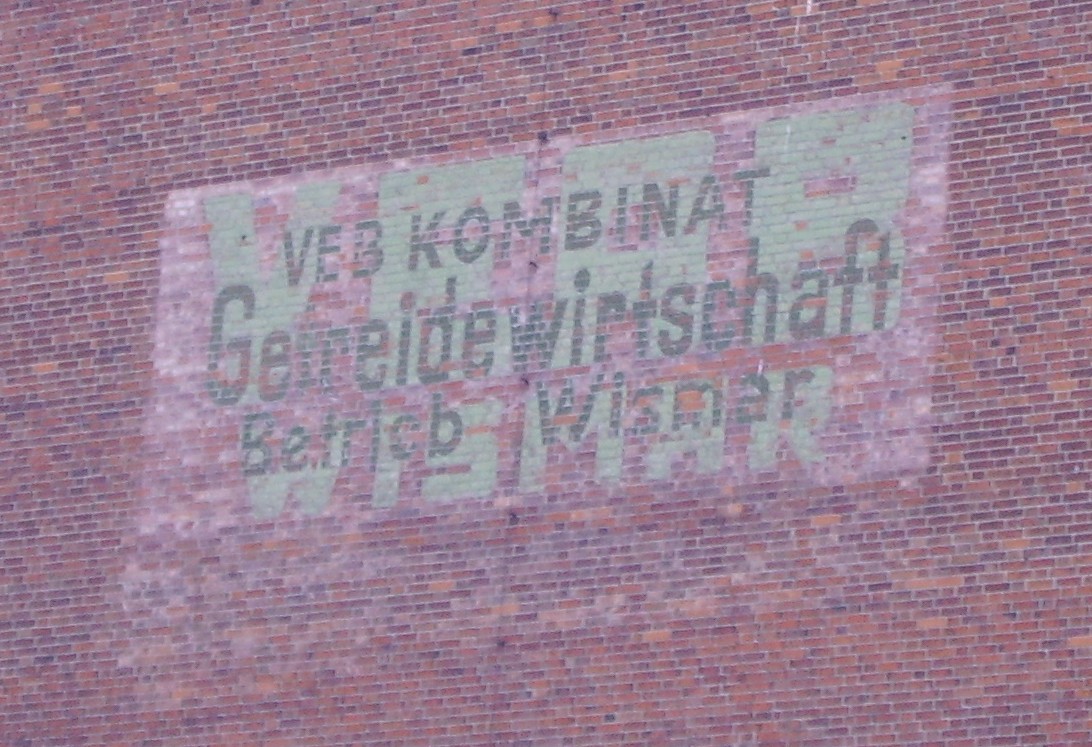 VEB KOMBINAT
Getreidewirtschaft
Betrieb Wismar
WISMAR